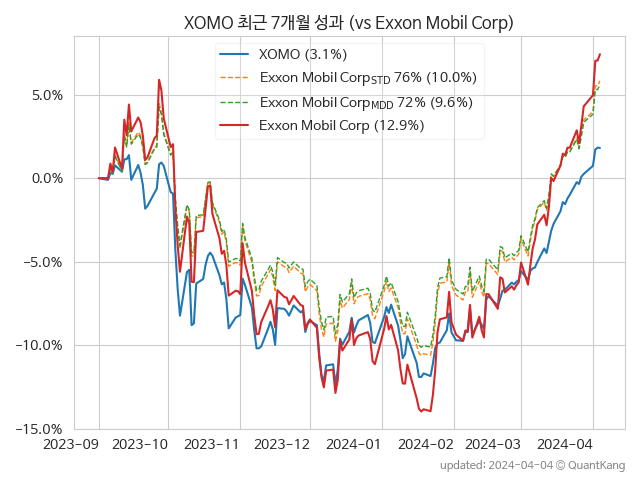 XOMO 최근 7개월 성과 (vs Exxon Mobil Corp)
XOMO (3.1%)
Exxon Mobil CorpSTD 76% (10.0%)
Exxon Mobil CorpMDD 72% (9.6%)
Exxon Mobil Corp (12.9%)
5.0%
0.0%
−5.0%
−10.0%
−15.0%
2023-09 2023-10 2023-11 2023-12 2024-01 2024-02 2024-03 2024-04
updated: 2024-04-04 © QuantKang